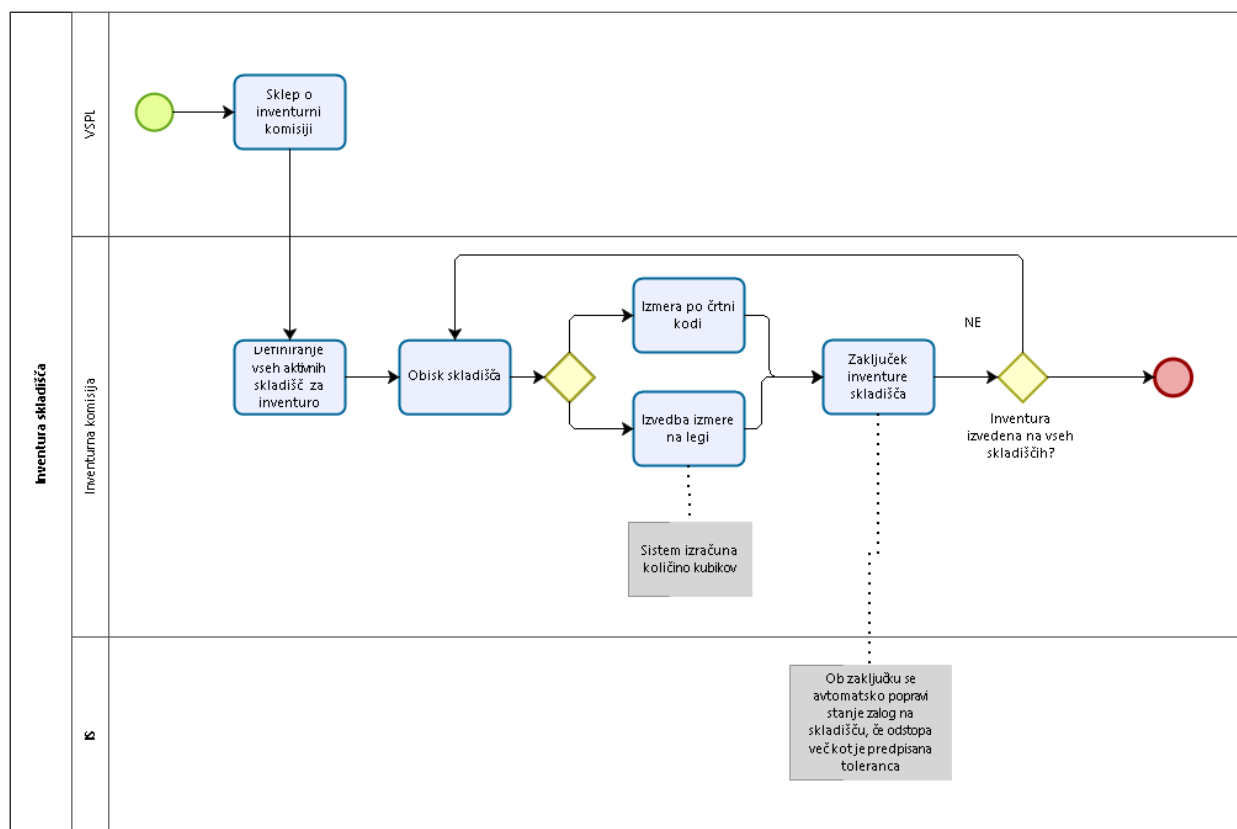 Inventura skladišča
VSPL
Sklep o
inventurni
komisiji
Inventurna komisija
Definiranje
vseh aktivnih
skladišč za
inventuro
Obisk skladišča
Izmera po črtni
kodi
Izvedba izmere
na legi
Sistem izračuna
količino kubikov
Zaključek
inventure
skladišča
NE
Inventura
izvedena na vseh
skladiščih?
IS
Ob zaključku se
avtomatsko popravi
stanje zalog na
skladišču, če odstopa
več kot je predpisana
toleranca